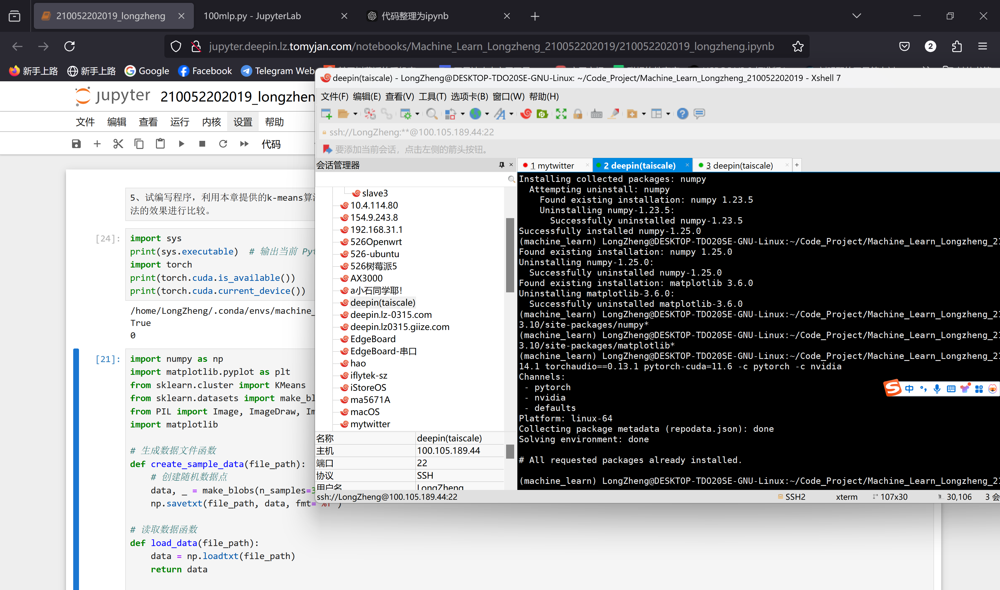 210052202019_longzheng
100mlp.py - JupyterLab
代码整理为ipynb
jupyter.deepin.lz.tomyjan.com/notebooks/Machine_Learn_Longzheng_210052202019/210052202019_longzheng.ipynb
2
新手上路
新手上路
Google
Facebook
Telegram Web
jupyter 210052202019_longzhen
文件 编辑 查看 运行 内核 设置 帮助
代码
5、试编写程序，利用本章提供的k-means算
法的效果进行比较。
[24]:
import sys
print(sys.executable) # 输出当前 Pyt
import torch
print(torch.cuda.is_available())
print(torch.cuda.current_device())
/home/LongZheng/.conda/envs/machine_
True
0
[21]:
import numpy as np
import matplotlib.pyplot as plt
from sklearn.cluster import KMeans
from sklearn.datasets import make_bl
from PIL import Image, ImageDraw, Im
import matplotlib
# 生成数据文件函数
def create_sample_data(file_path):
# 创建随机数据点
data, _ = make_blobs(n_samples=3
np.savetxt(file_path, data, fmt=
# 读取数据函数
def load_data(file_path):
data = np.loadtxt(file_path)
return data
deepin(taiscale) - LongZheng@DESKTOP-TDO20SE-GNU-Linux: ~/Code_Project/Machine_Learn_Longzheng_210052202019 - Xshell 7
文件(F) 编辑(E) 查看(V) 工具(T) 选项卡(B) 窗口(W) 帮助(H)
ssh://LongZheng:**@100.105.189.44:22
要添加当前会话，点击左侧的箭头按钮。
会话管理器
slave3
10.4.114.80
154.9.243.8
192.168.31.1
526Openwrt
526-ubuntu
526树莓派5
AX3000
a小石同学耶！
deepin(taiscale)
deepin.lz-0315.com
deepin.lz0315.giize.com
EdgeBoard
EdgeBoard-串口
hao
iflytek-sz
iStoreOS
ma5671A
macOS
mytwitter
名称 deepin(taiscale)
主机 100.105.189.44
端口 22
协议 SSH
用户名 LongZheng
1 mytwitter
2 deepin(taiscale)
3 deepin(taiscale)
Installing collected packages: numpy
Attempting uninstall: numpy
Found existing installation: numpy 1.23.5
Uninstalling numpy-1.23.5:
Successfully uninstalled numpy-1.23.5
Successfully installed numpy-1.25.0
(machine_learn) LongZheng@DESKTOP-TDO20SE-GNU-Linux:~/Code_Project/Machine_Learn_Longzheng_21
Found existing installation: numpy 1.25.0
Uninstalling numpy-1.25.0:
Successfully uninstalled numpy-1.25.0
Found existing installation: matplotlib 3.6.0
Uninstalling matplotlib-3.6.0:
Successfully uninstalled matplotlib-3.6.0
(machine_learn) LongZheng@DESKTOP-TDO20SE-GNU-Linux:~/Code_Project/Machine_Learn_Longzheng_21
3.10/site-packages/numpy*
(machine_learn) LongZheng@DESKTOP-TDO20SE-GNU-Linux:~/Code_Project/Machine_Learn_Longzheng_21
3.10/site-packages/matplotlib*
(machine_learn) LongZheng@DESKTOP-TDO20SE-GNU-Linux:~/Code_Project/Machine_Learn_Longzheng_21
14.1 torchaudio==0.13.1 pytorch-cuda=11.6 -c pytorch -c nvidia
Channels:
- pytorch
- nvidia
- defaults
Platform: linux-64
Collecting package metadata (repodata.json): done
Solving environment: done
# All requested packages already installed.
(machine_learn) LongZheng@DESKTOP-TDO20SE-GNU-Linux:~/Code_Project/Machine_Learn_Longzheng_21
中
ssh://LongZheng@100.105.189.44:22
SSH2
xterm
107x30
30,106
3 会